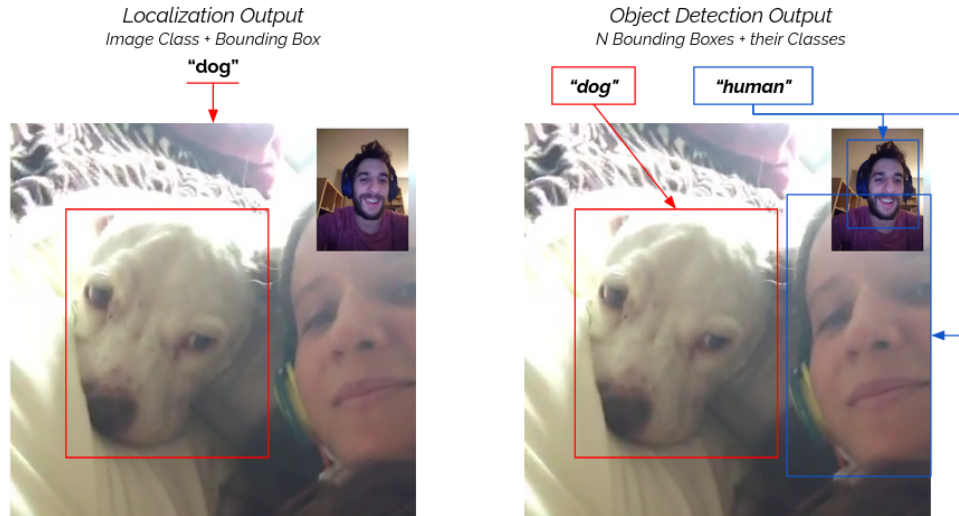 Localization Output
Image Class + Bounding Box
“dog”
Object Detection Output
N Bounding Boxes + their Classes
“dog"
“human"